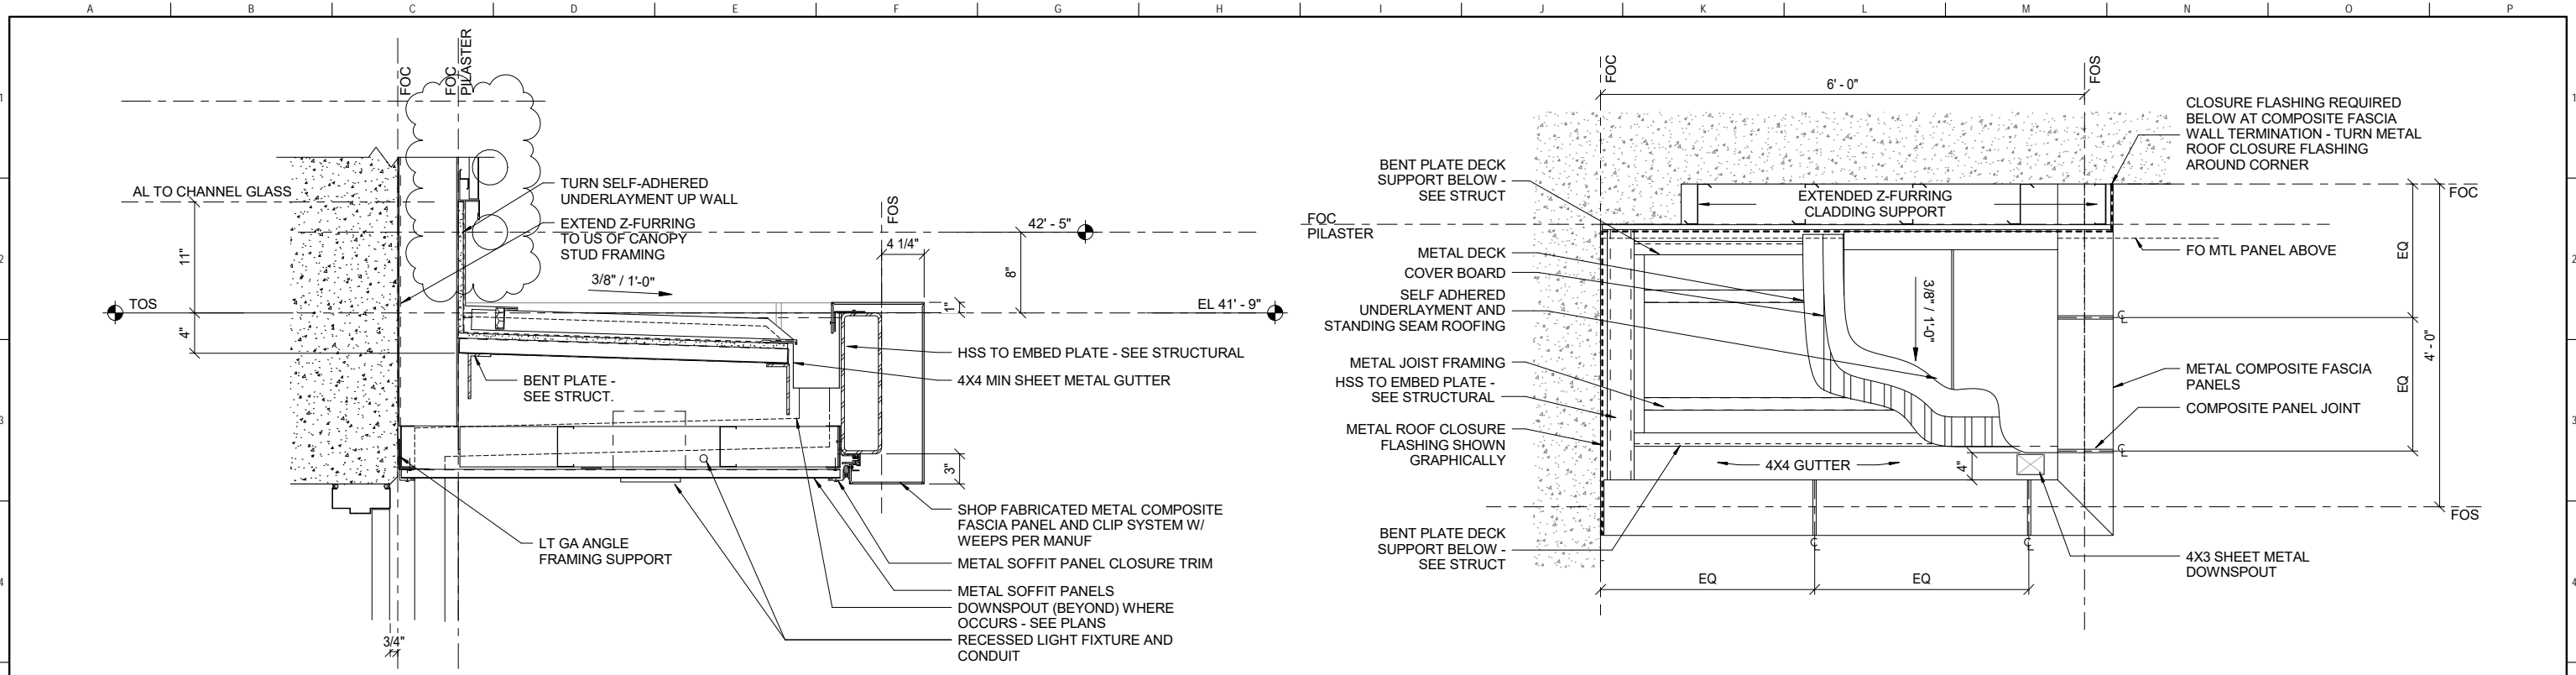 A B C D E F G H I J K L M N O P
1
2
3
4
1
2
3
4
FOC
FOC
PILASTER
AL TO CHANNEL GLASS
11"
TOS
4"
TURN SELF-ADHERED
UNDERLAYMENT UP WALL
EXTEND Z-FURRING
TO US OF CANOPY
STUD FRAMING
3/8" / 1'-0"
FOS
4 1/4"
42' - 5"
8"
1"
EL 41' - 9"
HSS TO EMBED PLATE - SEE STRUCTURAL
4X4 MIN SHEET METAL GUTTER
BENT PLATE -
SEE STRUCT.
3"
SHOP FABRICATED METAL COMPOSITE
FASCIA PANEL AND CLIP SYSTEM W/
WEEPS PER MANUF
LT GA ANGLE
FRAMING SUPPORT
METAL SOFFIT PANEL CLOSURE TRIM
METAL SOFFIT PANELS
DOWNSPOUT (BEYOND) WHERE
OCCURS - SEE PLANS
RECESSED LIGHT FIXTURE AND
CONDUIT
3/4"
FOC
6' - 0"
FOS
CLOSURE FLASHING REQUIRED
BELOW AT COMPOSITE FASCIA
WALL TERMINATION - TURN METAL
ROOF CLOSURE FLASHING
AROUND CORNER
BENT PLATE DECK
SUPPORT BELOW -
SEE STRUCT
EXTENDED Z-FURRING
CLADDING SUPPORT
FOC
FOC
PILASTER
FO MTL PANEL ABOVE
EQ
METAL DECK
COVER BOARD
SELF ADHERED
UNDERLAYMENT AND
STANDING SEAM ROOFING
3/8" / 1'-0"
CL
4' - 0"
METAL JOIST FRAMING
HSS TO EMBED PLATE -
SEE STRUCTURAL
METAL COMPOSITE FASCIA
PANELS
EQ
COMPOSITE PANEL JOINT
METAL ROOF CLOSURE
FLASHING SHOWN
GRAPHICALLY
CL
4X4 GUTTER
4"
FOS
BENT PLATE DECK
SUPPORT BELOW -
SEE STRUCT
CL
CL
4X3 SHEET METAL
DOWNSPOUT
EQ
EQ